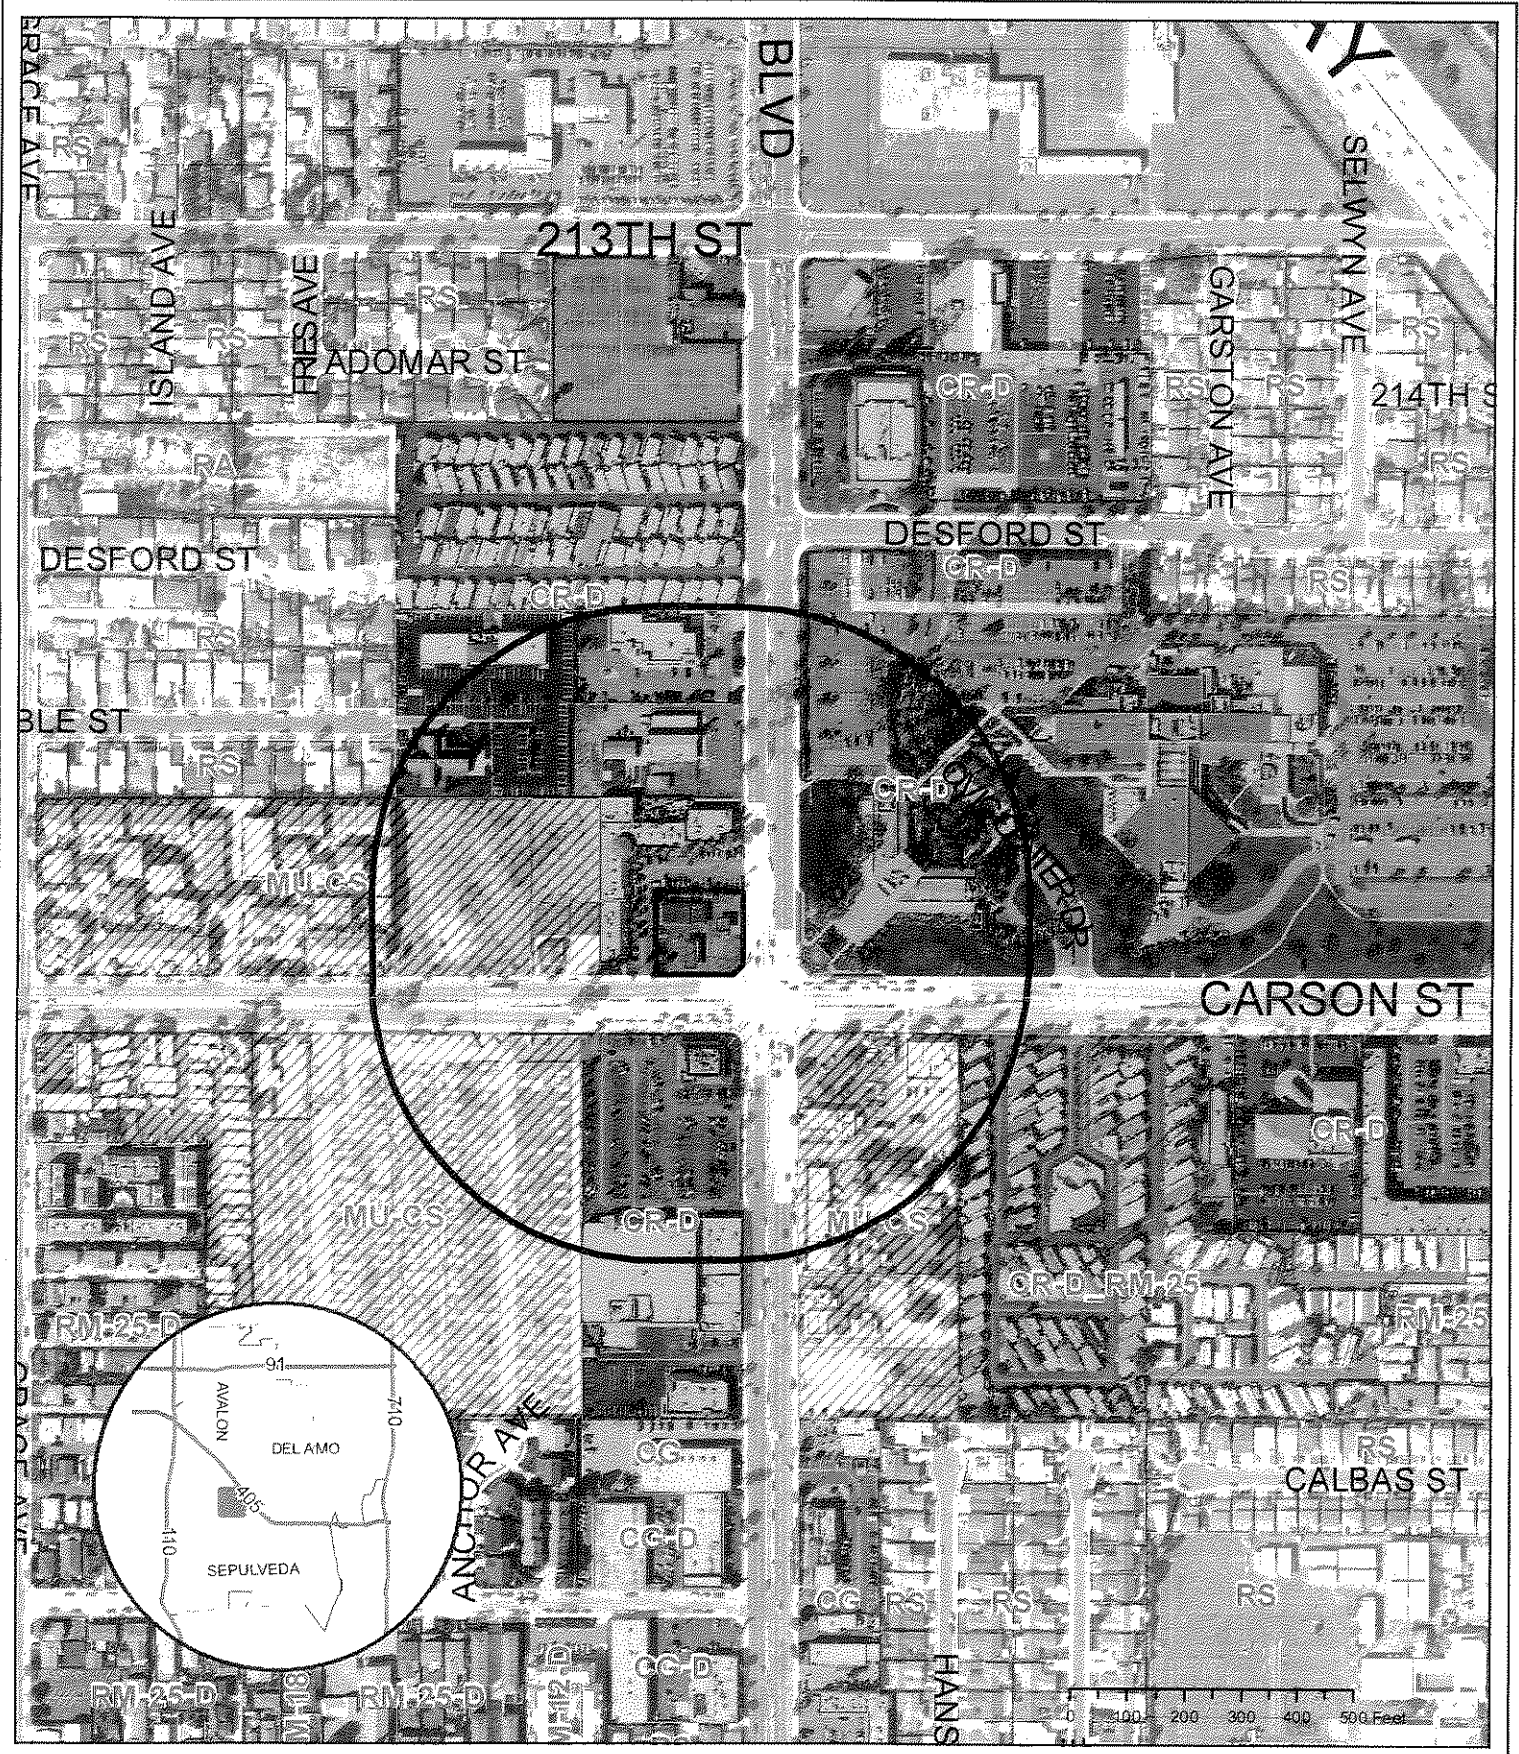 BLVD
SELWYN AVE
RS
213TH ST
ISLAND AVE
FRIES AVE
RS
GARSTON AVE
RS
RS
RS
ADOMAR ST
CR-D
RS
RS
214TH S
RA
RS
DESFORD ST
DESFORD ST
CR-D
RS
CR-D
RS
BLE ST
RS
CR-D
MU-CS
CARSON ST
CR-D
MU-CS
CR-D
MU-CS
CR-D_RM-25
RM-25-D
RM-25
91
AVALON
710
DEL AMO
405
110
SEPULVEDA
ANCHOR AVE
CG
RS
CALBAS ST
CG-D
CG
RS
RS
RS
RM-25-D
RM-25-D
CG-D
HANS
0 100 200 300 400 500 Feet